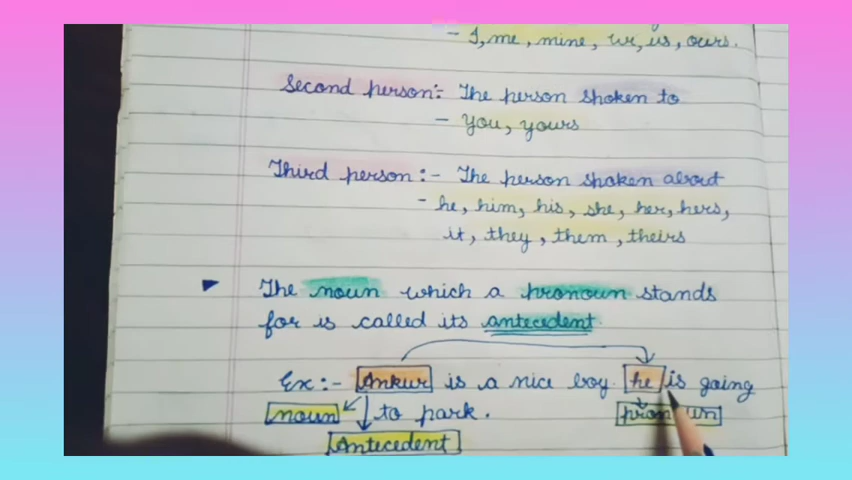 - I, me, mine, we, us, ours.
Second person :- The person spoken to
- You, yours
Third person :- The person spoken about
- he, him, his, she, her, hers,
it, they, them, theirs
The noun which a pronoun stands
for is called its antecedent.
Ex :- Ankur is a nice boy. he is going
noun to park. pronoun
Antecedent